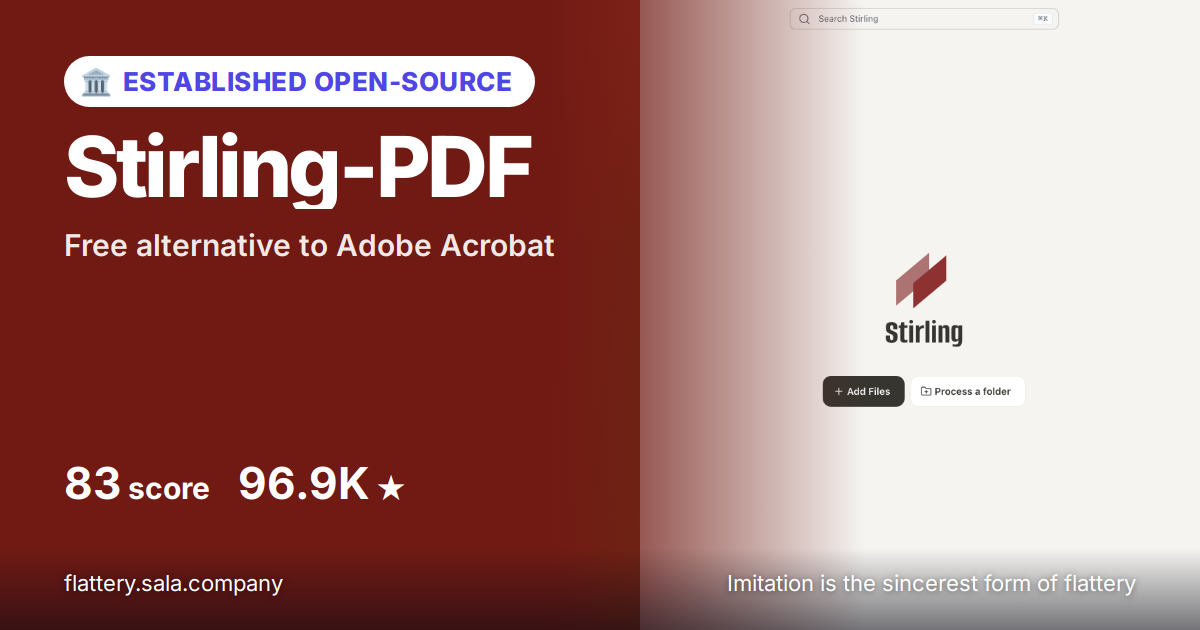 🏛️ ESTABLISHED OPEN-SOURCE
Stirling-PDF
Free alternative to Adobe Acrobat
83 score 96.9K ★
flattery.sala.company
Search Stirling ⌘K
Stirling
+ Add Files
Process a folder
Imitation is the sincerest form of flattery